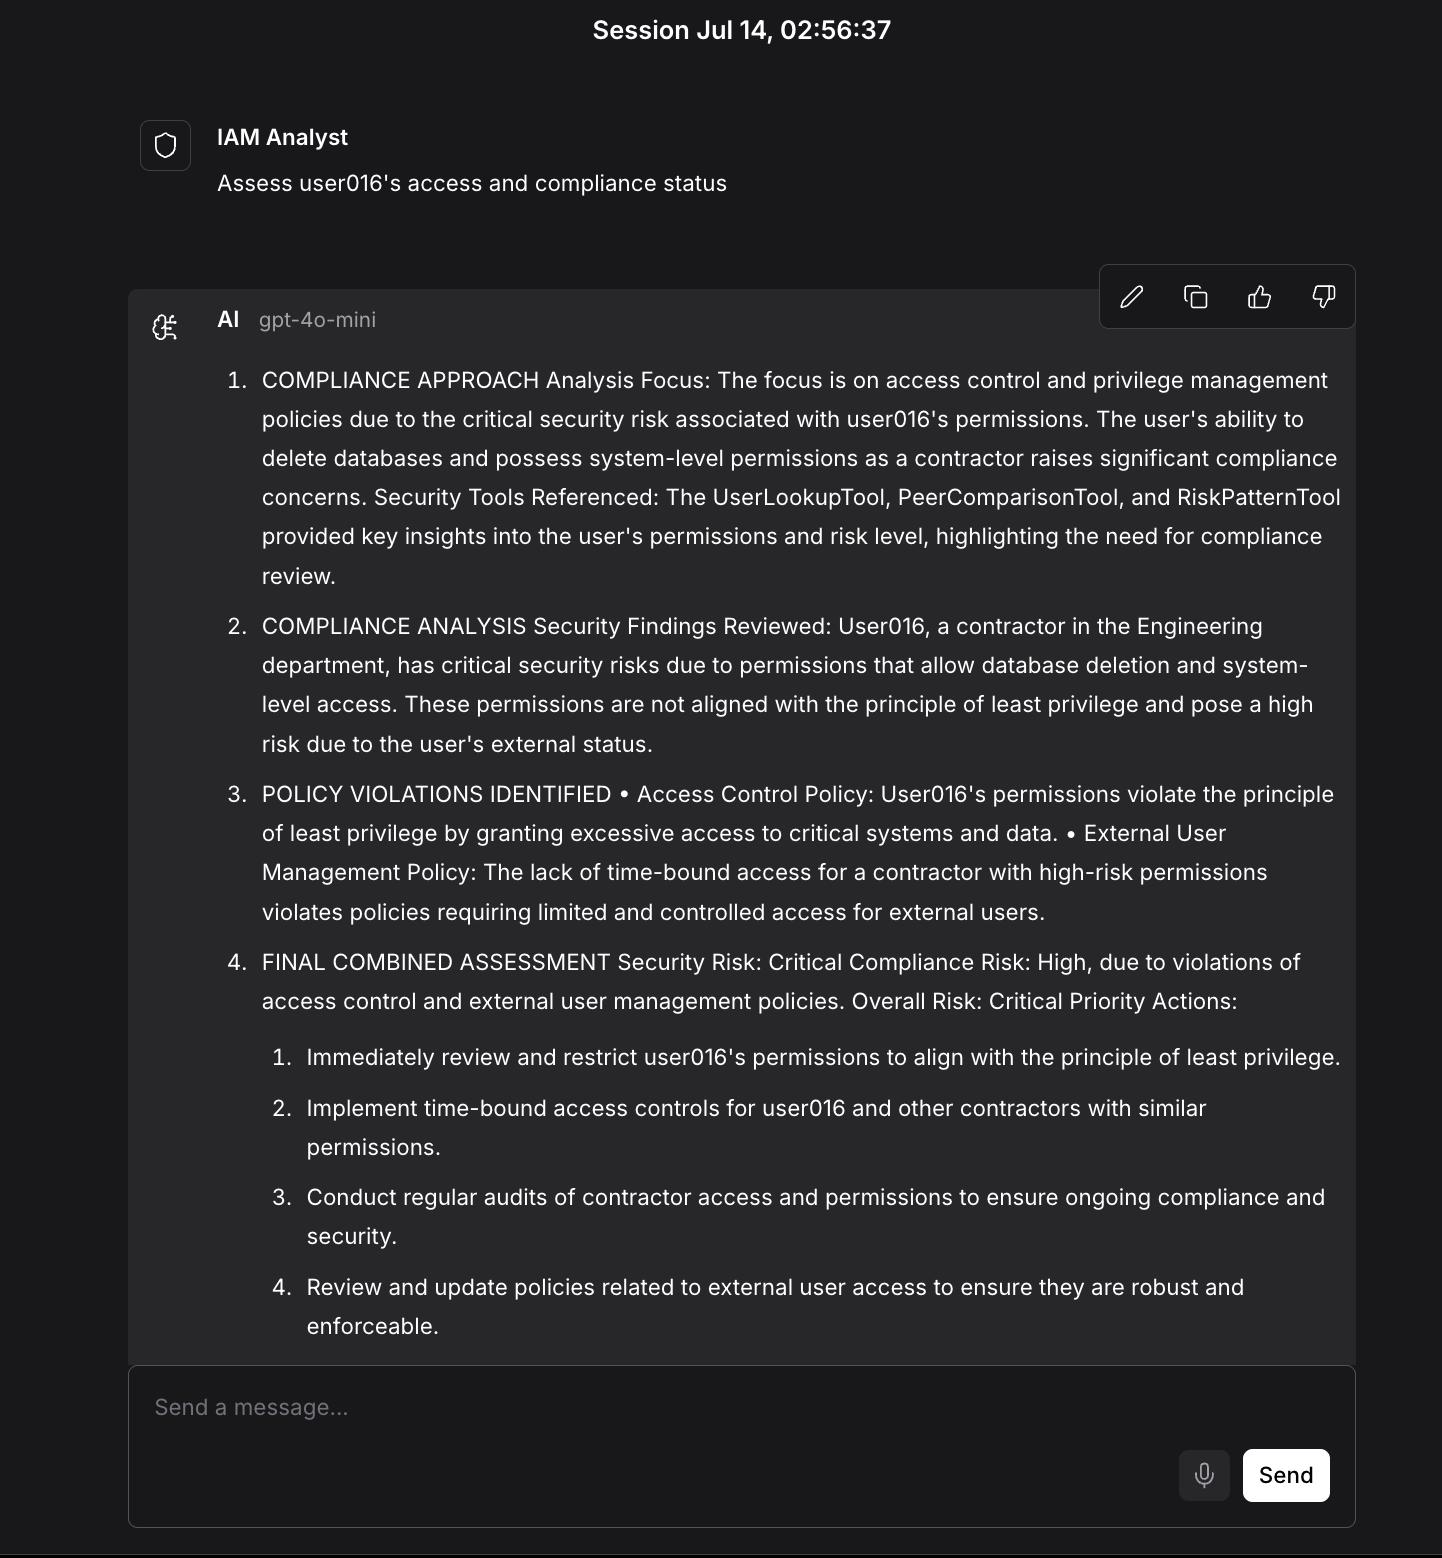 Session Jul 14, 02:56:37
IAM Analyst
Assess user016's access and compliance status
AI gpt-4o-mini
1. COMPLIANCE APPROACH Analysis Focus: The focus is on access control and privilege management
policies due to the critical security risk associated with user016's permissions. The user's ability to
delete databases and possess system-level permissions as a contractor raises significant compliance
concerns. Security Tools Referenced: The UserLookupTool, PeerComparisonTool, and RiskPatternTool
provided key insights into the user's permissions and risk level, highlighting the need for compliance
review.
2. COMPLIANCE ANALYSIS Security Findings Reviewed: User016, a contractor in the Engineering
department, has critical security risks due to permissions that allow database deletion and system-
level access. These permissions are not aligned with the principle of least privilege and pose a high
risk due to the user's external status.
3. POLICY VIOLATIONS IDENTIFIED • Access Control Policy: User016's permissions violate the principle
of least privilege by granting excessive access to critical systems and data. • External User
Management Policy: The lack of time-bound access for a contractor with high-risk permissions
violates policies requiring limited and controlled access for external users.
4. FINAL COMBINED ASSESSMENT Security Risk: Critical Compliance Risk: High, due to violations of
access control and external user management policies. Overall Risk: Critical Priority Actions:
1. Immediately review and restrict user016's permissions to align with the principle of least privilege.
2. Implement time-bound access controls for user016 and other contractors with similar
permissions.
3. Conduct regular audits of contractor access and permissions to ensure ongoing compliance and
security.
4. Review and update policies related to external user access to ensure they are robust and
enforceable.
Send a message...
Send